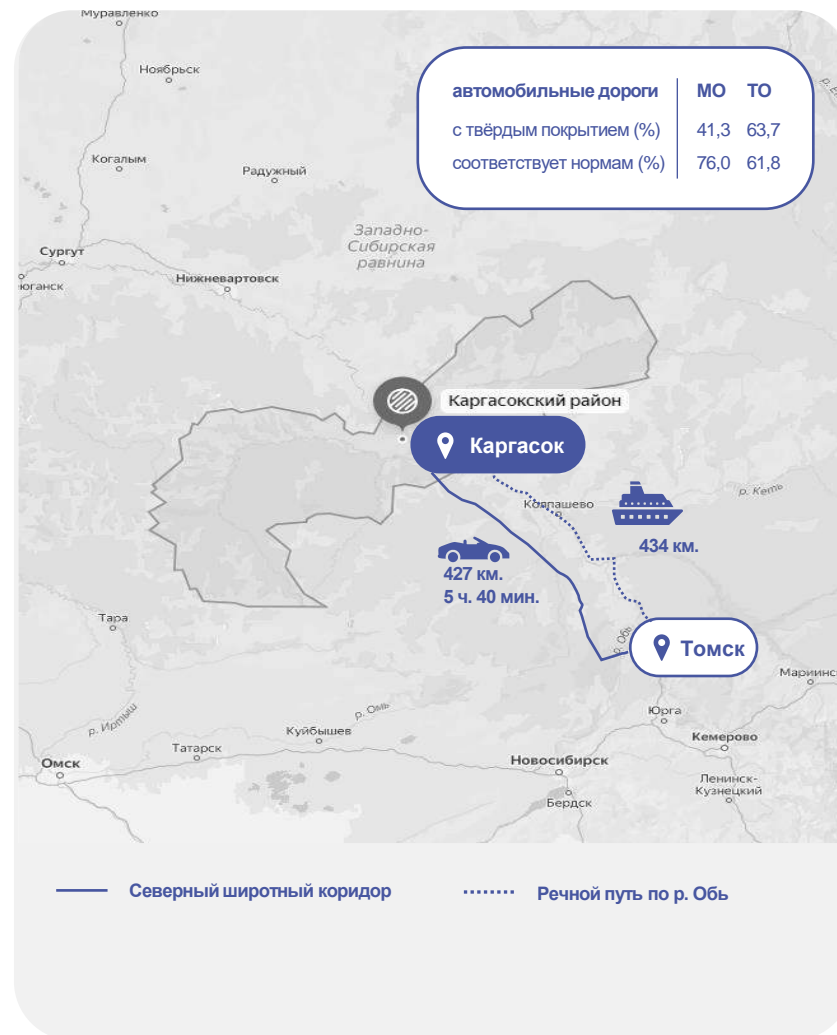 Муравленко
Ноябрьск
автомобильные дороги МО ТО
с твёрдым покрытием (%) 41,3 63,7
соответствует нормам (%) 76,0 61,8
Когалым
Радужный
Западно-
Сибирская
равнина
Сургут
юганск
Нижневартовск
Каргасокский район
Каргасок
р. Кеть
Колпашево
434 км.
427 км.
5 ч. 40 мин.
Тара
р. Обь
Томск
Мариинс
р. Иртыш
р. Омь
Юрга
Куйбышев
Кемерово
Татарск
Омск
Новосибирск
Ленинск-
Кузнецкий
Бердск
Северный широтный коридор
Речной путь по р. Обь